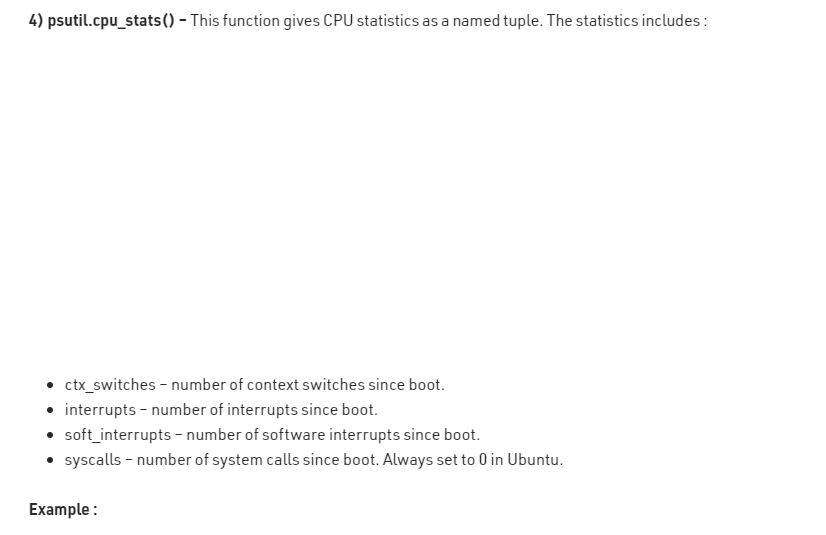 4) psutil.cpu_stats() – This function gives CPU statistics as a named tuple. The statistics includes :
• ctx_switches – number of context switches since boot.
• interrupts – number of interrupts since boot.
• soft_interrupts – number of software interrupts since boot.
• syscalls – number of system calls since boot. Always set to 0 in Ubuntu.
Example :